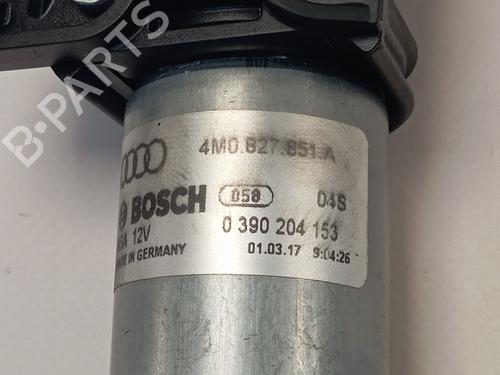 4M0.827.851.A
BOSCH 058 04S
12V 0 390 204 153
IN GERMANY 01.03.17 9:04:26
B-PARTS